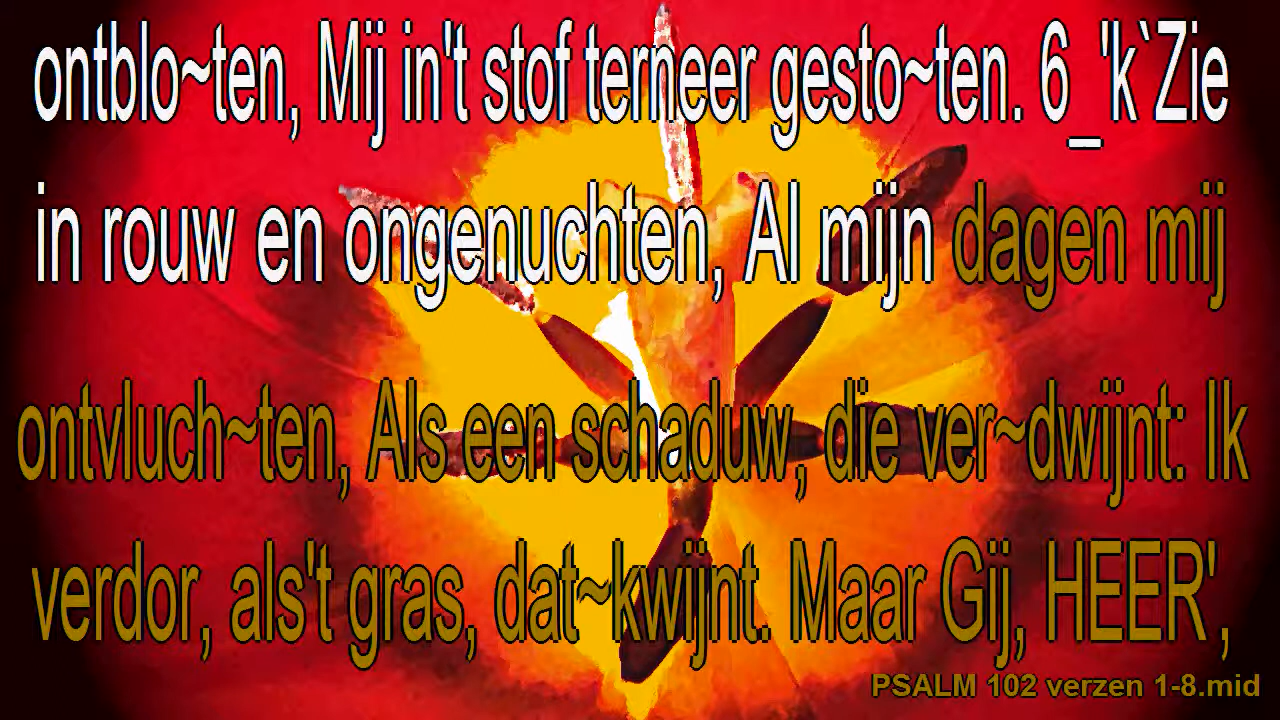 ontblo~ten, Mij in't stof terneer gesto~ten. 6_'k`Zie
in rouw en ongenuchten, Al mijn dagen mij
ontvluch~ten, Als een schaduw, die ver~dwijnt: Ik
verdor, als't gras, dat~kwijnt. Maar Gij, HEER',
PSALM 102 verzen 1-8.mid